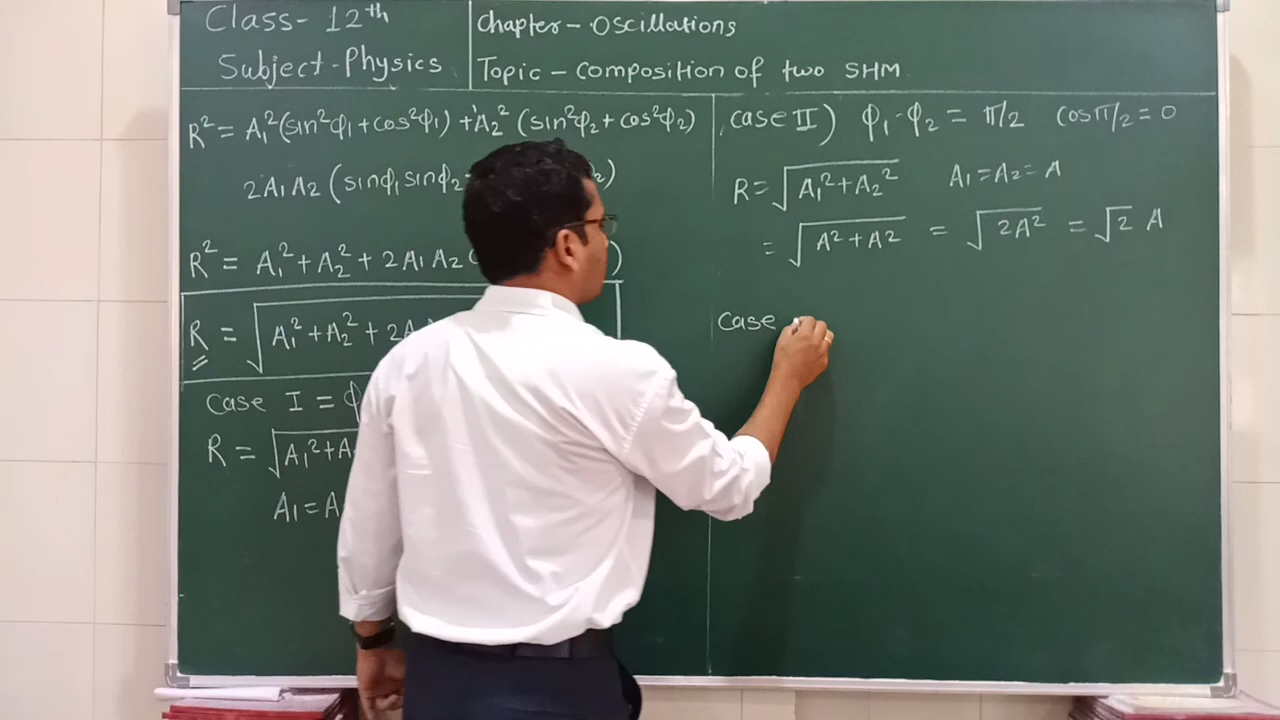 Class- 12th
Subject-Physics
Chapter- Oscillations
Topic - Composition of two SHM
R² = A₁²(sin²φ₁+cos²φ₁) + A₂² (sin²φ₂+cos²φ₂)
2A₁A₂ (sinφ₁sinφ₂ ₂)
R² = A₁²+A₂²+2A₁A₂ ( )
R = √A₁²+A₂²+2A
case I = φ
R = √A₁²+A
A₁=A
case II) φ₁-φ₂ = π/2 cosπ/2 = 0
R=√A₁²+A₂² A₁=A₂=A
= √A²+A² = √2A² = √2 A
case